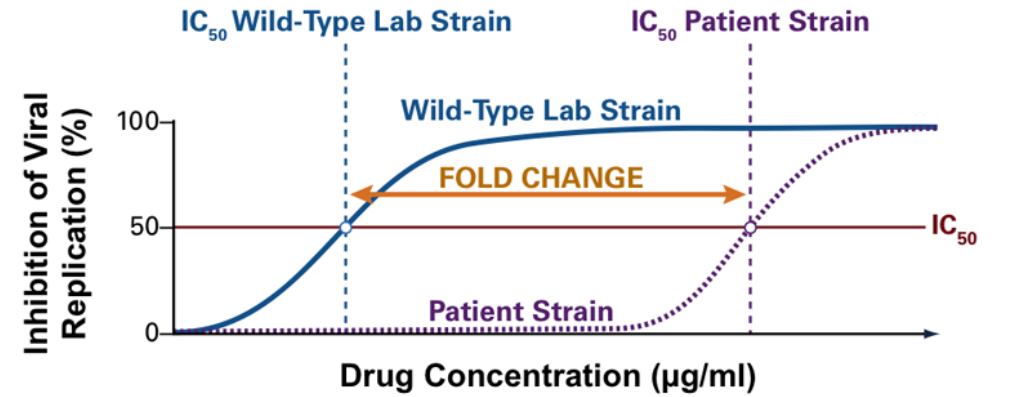 IC50 Wild-Type Lab Strain
IC50 Patient Strain
Wild-Type Lab Strain
100
FOLD CHANGE
50
IC50
Patient Strain
0
Inhibition of Viral
Replication (%)
Drug Concentration (µg/ml)